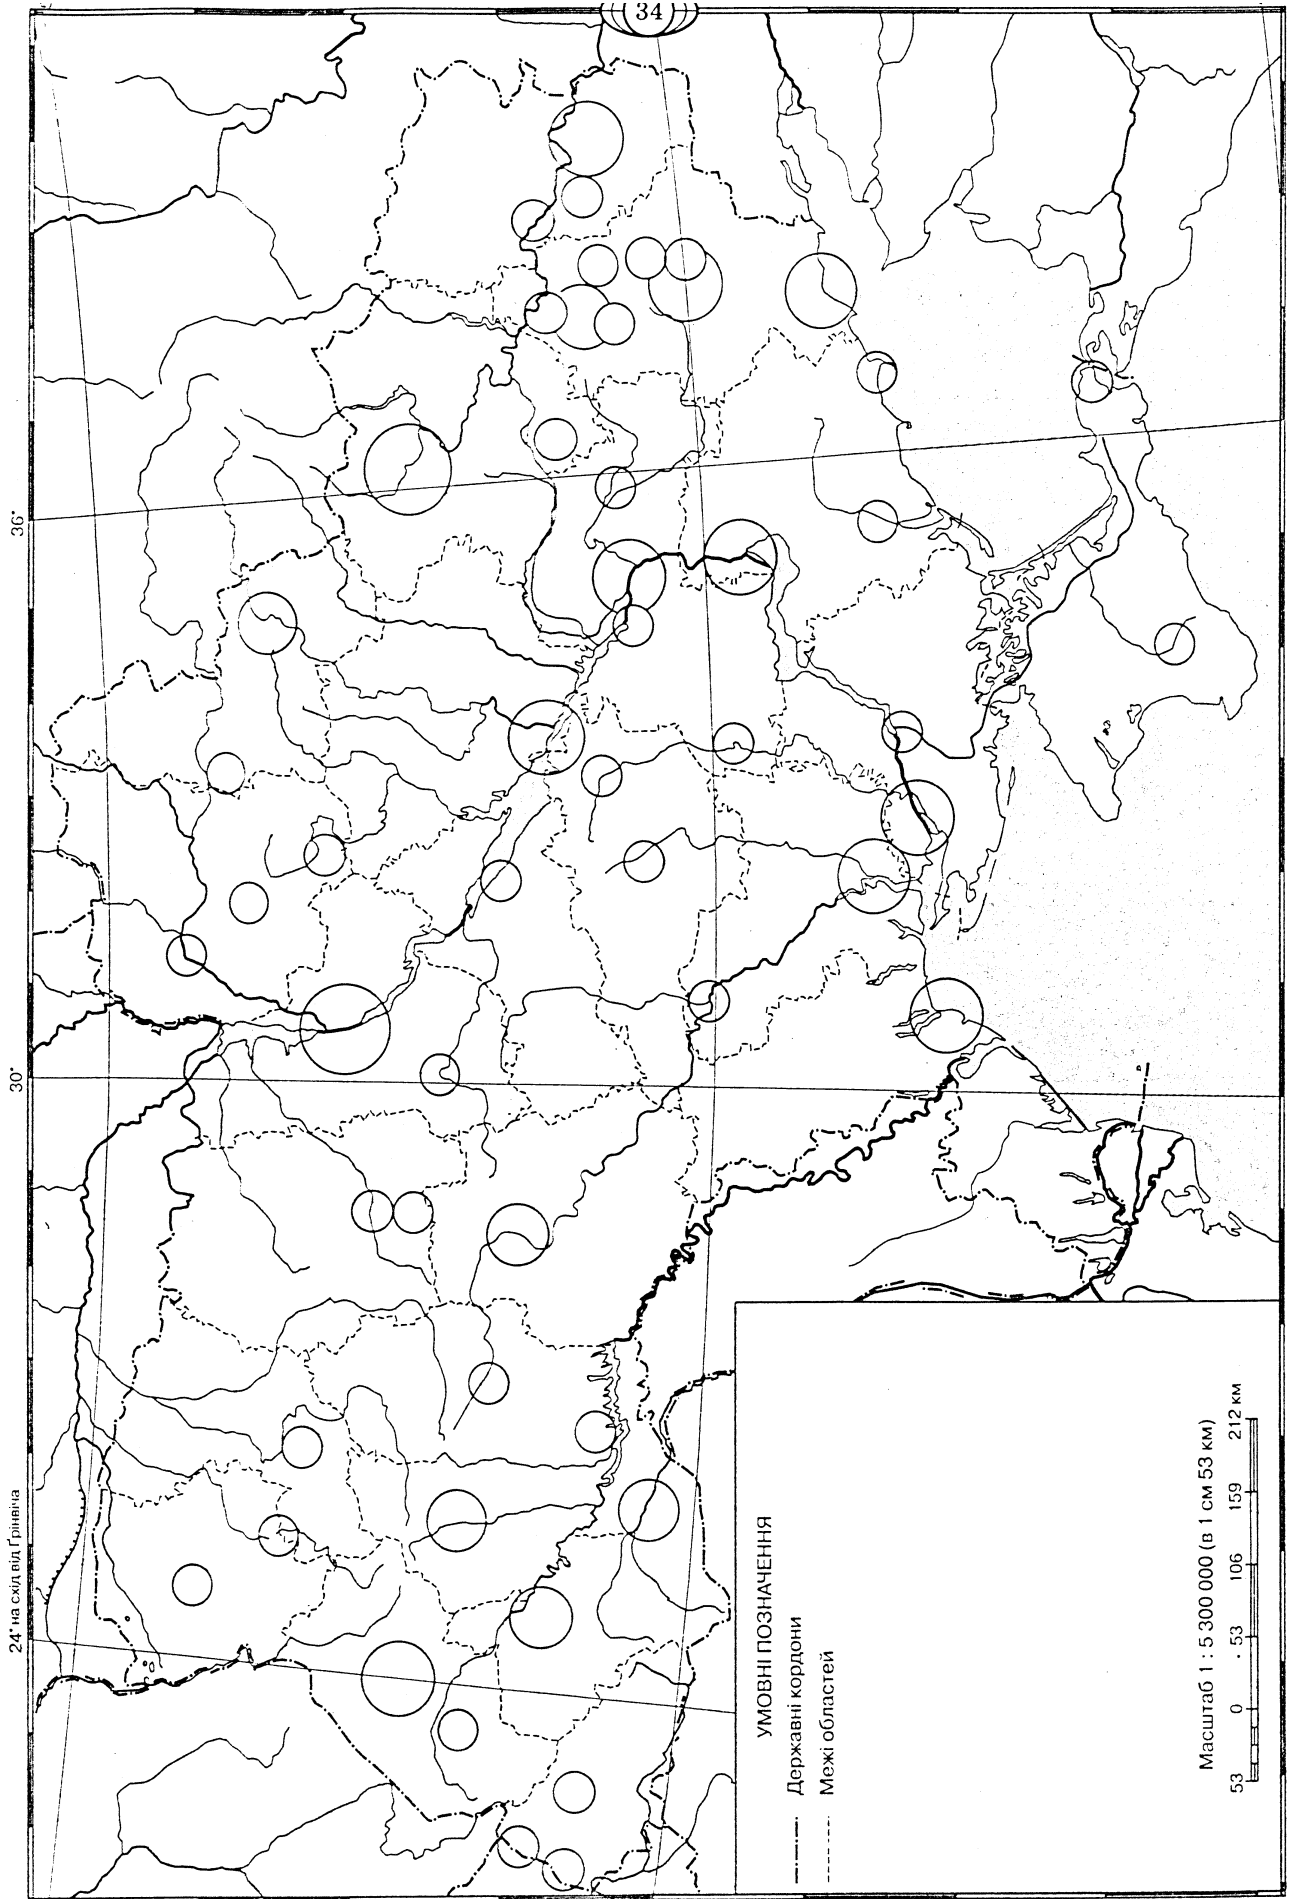 34
24° на схід від Грінвіча
30°
36°
УМОВНІ ПОЗНАЧЕННЯ
Державні кордони
Межі областей
Масштаб 1 : 5 300 000 (в 1 см 53 км)
53 0 53 106 159 212 км